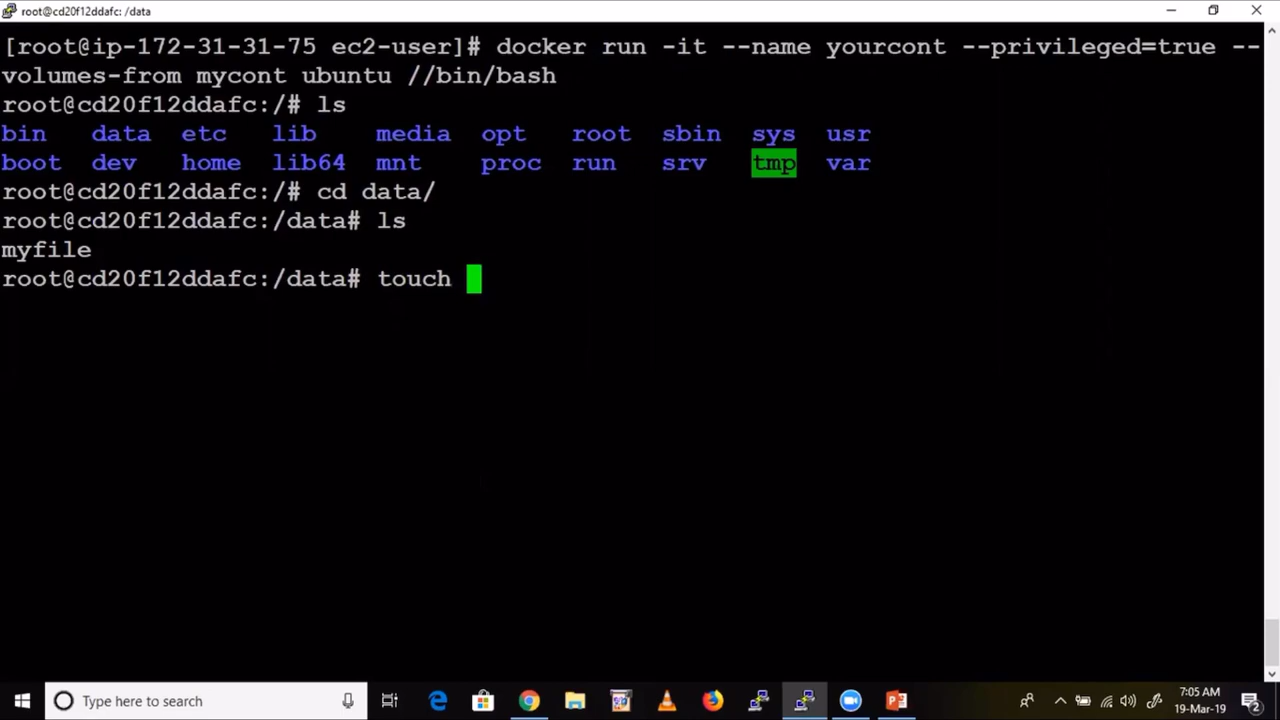 root@cd20f12ddafc: /data
[root@ip-172-31-31-75 ec2-user]# docker run -it --name yourcont --privileged=true --
volumes-from mycont ubuntu //bin/bash
root@cd20f12ddafc:/# ls
bin data etc lib media opt root sbin sys usr
boot dev home lib64 mnt proc run srv tmp var
root@cd20f12ddafc:/# cd data/
root@cd20f12ddafc:/data# ls
myfile
root@cd20f12ddafc:/data# touch
Type here to search
7:05 AM
19-Mar-19
2